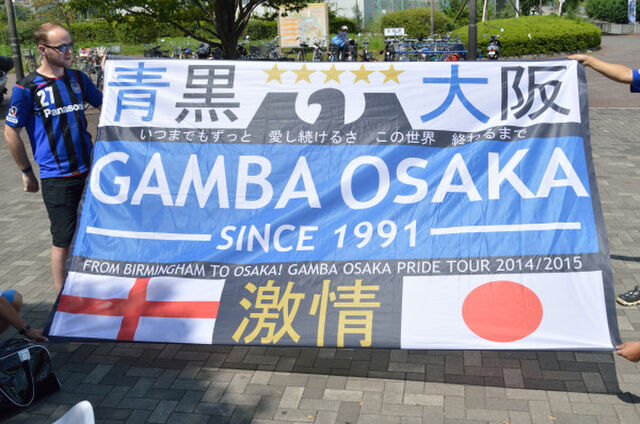 青黒 大阪
いつまでもずっと 愛し続けるさ この世界 終わるまで
GAMBA OSAKA
SINCE 1991
FROM BIRMINGHAM TO OSAKA! GAMBA OSAKA PRIDE TOUR 2014/2015
激情
21
Panasonic